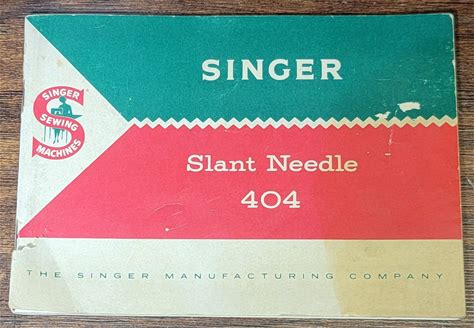 SINGER
SINGER
SEWING
MACHINES
Slant Needle
404
THE SINGER MANUFACTURING COMPANY